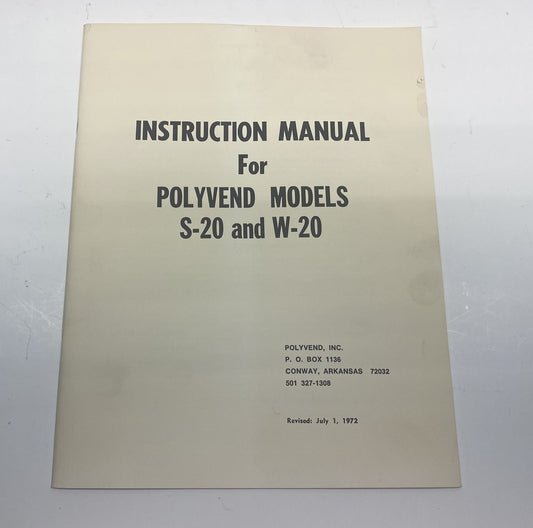 INSTRUCTION MANUAL
For
POLYVEND MODELS
S-20 and W-20
POLYVEND, INC.
P. O. BOX 1136
CONWAY, ARKANSAS 72032
501 327-1308
Revised: July 1, 1972